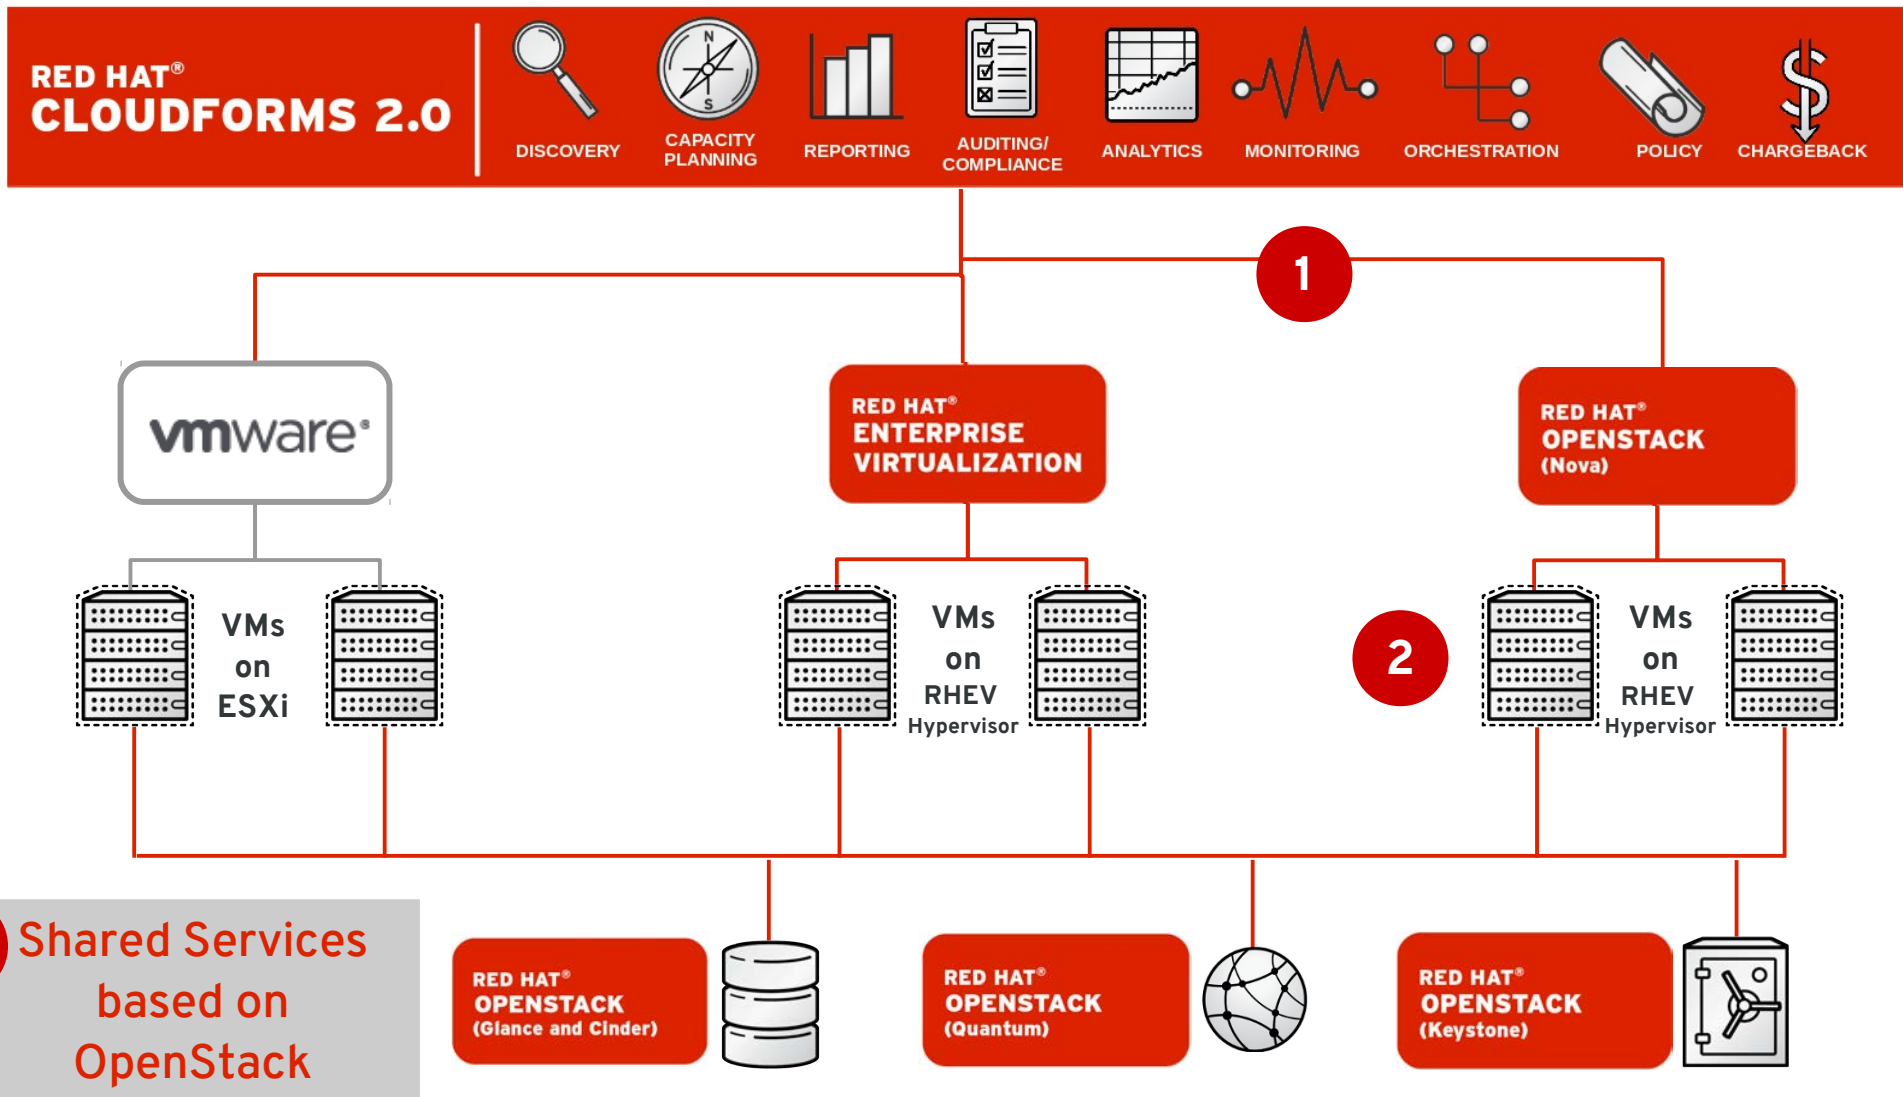 RED HAT®
CLOUDFORMS 2.0
DISCOVERY
CAPACITY
PLANNING
REPORTING
AUDITING/
COMPLIANCE
ANALYTICS
MONITORING
ORCHESTRATION
POLICY
CHARGEBACK
N
S
$
1
vmware®
RED HAT®
ENTERPRISE
VIRTUALIZATION
RED HAT®
OPENSTACK
(Nova)
VMs
on
ESXi
VMs
on
RHEV
Hypervisor
2
VMs
on
RHEV
Hypervisor
Shared Services
based on
OpenStack
RED HAT®
OPENSTACK
(Glance and Cinder)
RED HAT®
OPENSTACK
(Quantum)
RED HAT®
OPENSTACK
(Keystone)